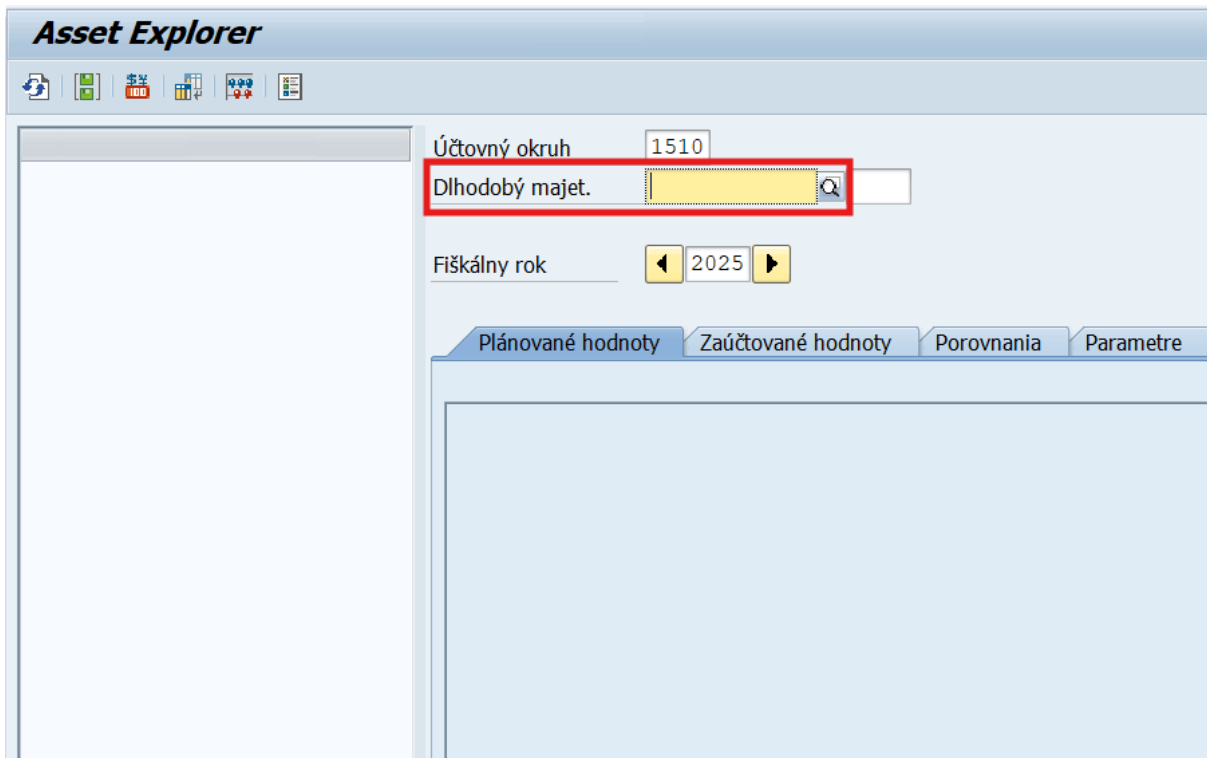 Asset Explorer
Účtovný okruh 1510
Dlhodobý majet.
Fiškálny rok 2025
Plánované hodnoty Zaúčtované hodnoty Porovnania Parametre